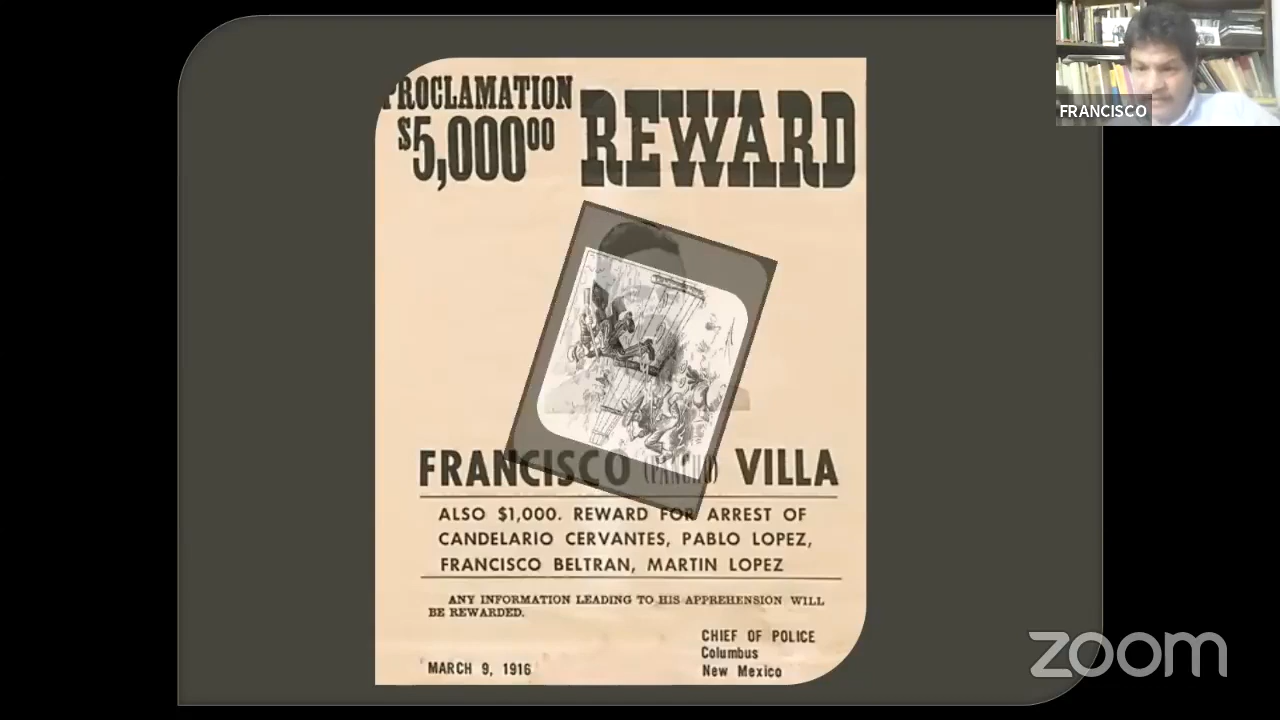 PROCLAMATION
$5,000⁰⁰
REWARD
FRANCISCO (PANCHO) VILLA
ALSO $1,000. REWARD FOR ARREST OF
CANDELARIO CERVANTES, PABLO LOPEZ,
FRANCISCO BELTRAN, MARTIN LOPEZ
ANY INFORMATION LEADING TO HIS APPREHENSION WILL
BE REWARDED.
CHIEF OF POLICE
Columbus
New Mexico
MARCH 9, 1916
FRANCISCO
zoom